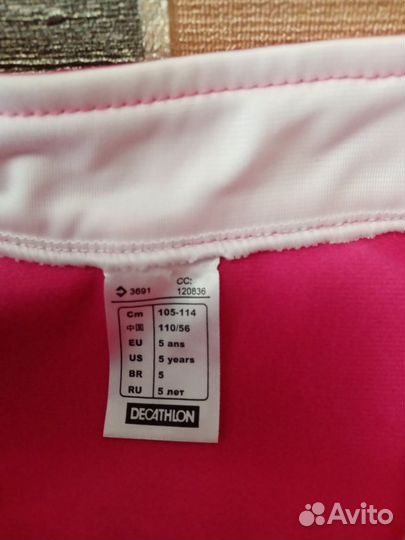 3691 CC: 120836
Cm 105-114
中国 110/56
EU 5 ans
US 5 years
BR 5
RU 5 лет
DECATHLON
Avito